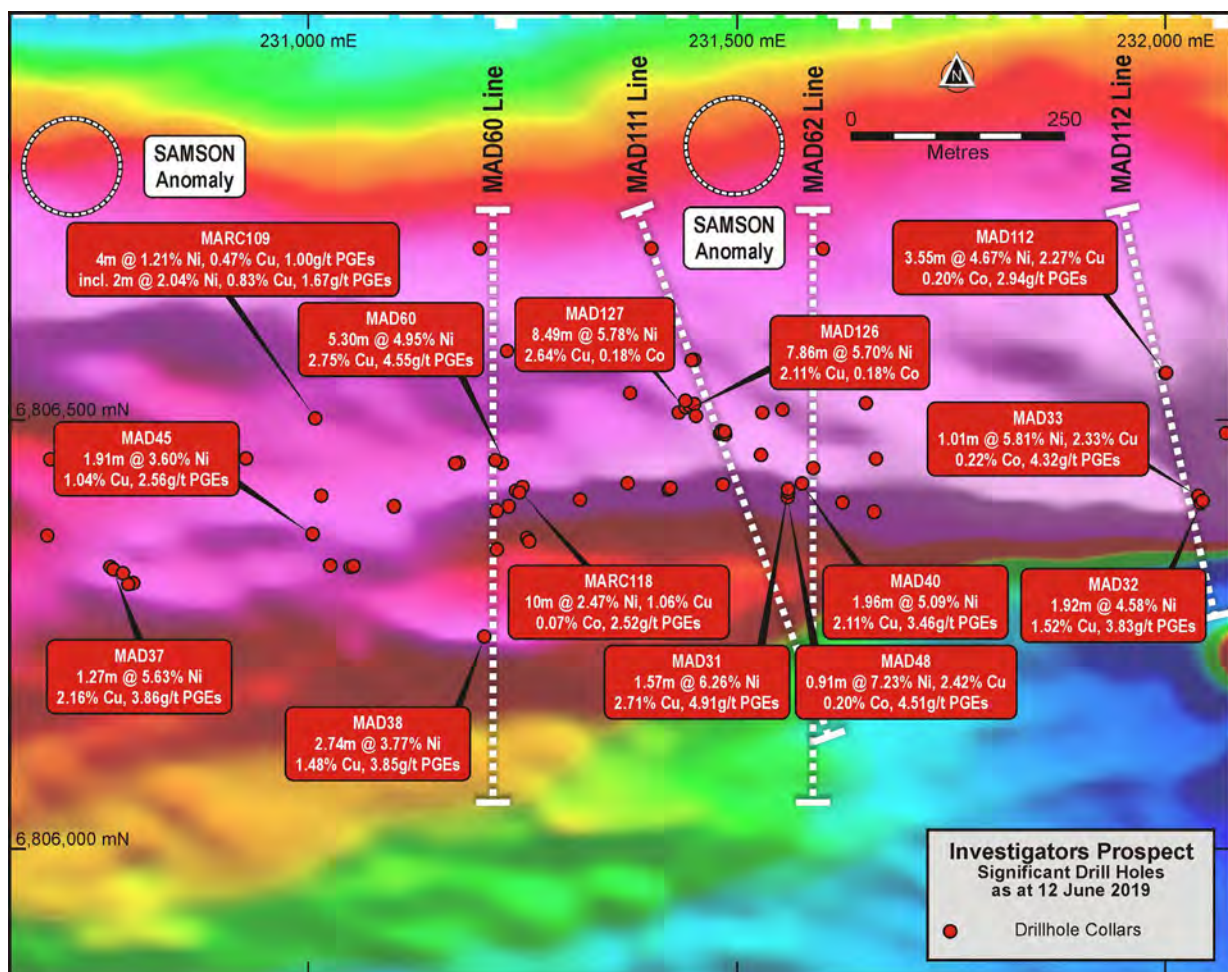 231,000 mE
231,500 mE
232,000 mE
N
0
250
Metres
MAD60 Line
MAD111 Line
MAD62 Line
MAD112 Line
SAMSON
Anomaly
SAMSON
Anomaly
MARC109
4m @ 1.21% Ni, 0.47% Cu, 1.00g/t PGEs
incl. 2m @ 2.04% Ni, 0.83% Cu, 1.67g/t PGEs
MAD60
5.30m @ 4.95% Ni
2.75% Cu, 4.55g/t PGEs
MAD127
8.49m @ 5.78% Ni
2.64% Cu, 0.18% Co
MAD126
7.86m @ 5.70% Ni
2.11% Cu, 0.18% Co
MAD112
3.55m @ 4.67% Ni, 2.27% Cu
0.20% Co, 2.94g/t PGEs
6,806,500 mN
MAD45
1.91m @ 3.60% Ni
1.04% Cu, 2.56g/t PGEs
MAD33
1.01m @ 5.81% Ni, 2.33% Cu
0.22% Co, 4.32g/t PGEs
MAD37
1.27m @ 5.63% Ni
2.16% Cu, 3.86g/t PGEs
MAD38
2.74m @ 3.77% Ni
1.48% Cu, 3.85g/t PGEs
MARC118
10m @ 2.47% Ni, 1.06% Cu
0.07% Co, 2.52g/t PGEs
MAD31
1.57m @ 6.26% Ni
2.71% Cu, 4.91g/t PGEs
MAD40
1.96m @ 5.09% Ni
2.11% Cu, 3.46g/t PGEs
MAD48
0.91m @ 7.23% Ni, 2.42% Cu
0.20% Co, 4.51g/t PGEs
MAD32
1.92m @ 4.58% Ni
1.52% Cu, 3.83g/t PGEs
6,806,000 mN
Investigators Prospect
Significant Drill Holes
as at 12 June 2019
Drillhole Collars